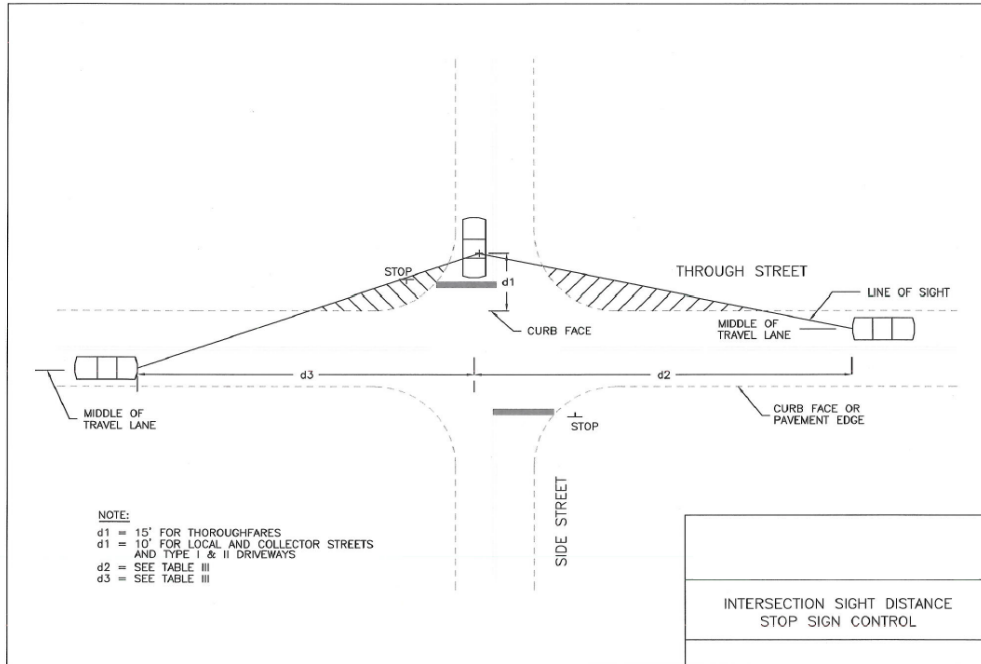 STOP
d1
THROUGH STREET
LINE OF SIGHT
CURB FACE
MIDDLE OF
TRAVEL LANE
d3
d2
MIDDLE OF
TRAVEL LANE
STOP
CURB FACE OR
PAVEMENT EDGE
SIDE STREET
NOTE:
d1 = 15' FOR THOROUGHFARES
d1 = 10' FOR LOCAL AND COLLECTOR STREETS
AND TYPE I & II DRIVEWAYS
d2 = SEE TABLE III
d3 = SEE TABLE III
INTERSECTION SIGHT DISTANCE
STOP SIGN CONTROL